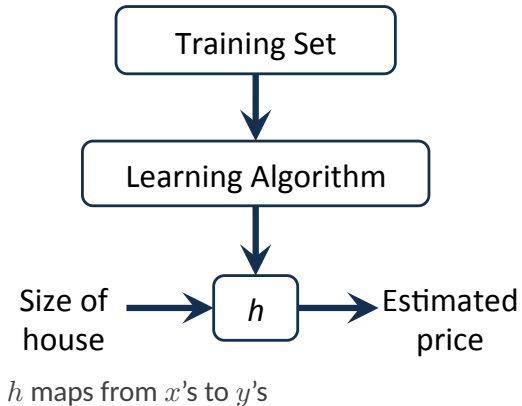 Training Set
Learning Algorithm
Size of
house
h
Estimated
price
h maps from x's to y's